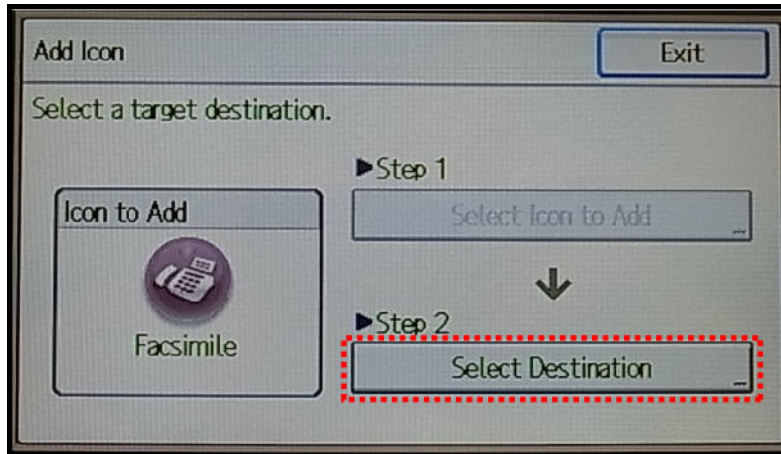 Add Icon
Exit
Select a target destination.
▶Step 1
Icon to Add
Select Icon to Add
▶Step 2
Facsimile
Select Destination